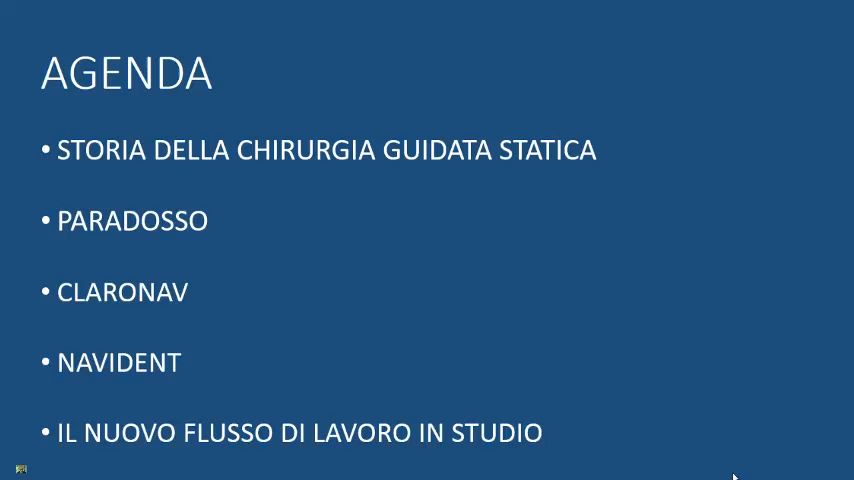 AGENDA
• STORIA DELLA CHIRURGIA GUIDATA STATICA
• PARADOSSO
• CLARONAV
• NAVIDENT
• IL NUOVO FLUSSO DI LAVORO IN STUDIO